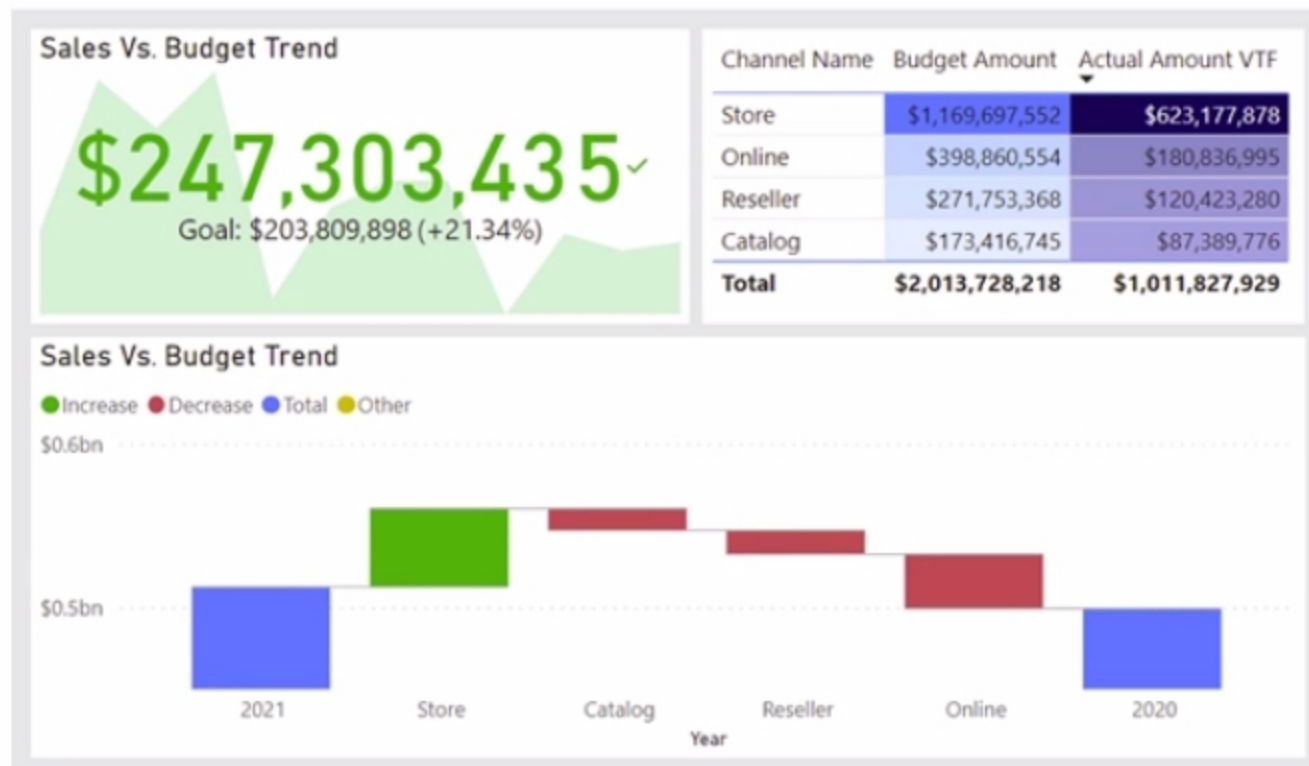 Sales Vs. Budget Trend
$247,303,435
Goal: $203,809,898 (+21.34%)
Channel Name Budget Amount Actual Amount VTF
Store $1,169,697,552 $623,177,878
Online $398,860,554 $180,836,995
Reseller $271,753,368 $120,423,280
Catalog $173,416,745 $87,389,776
Total $2,013,728,218 $1,011,827,929
Sales Vs. Budget Trend
Increase Decrease Total Other
$0.6bn
$0.5bn
2021 Store Catalog Reseller Online 2020
Year